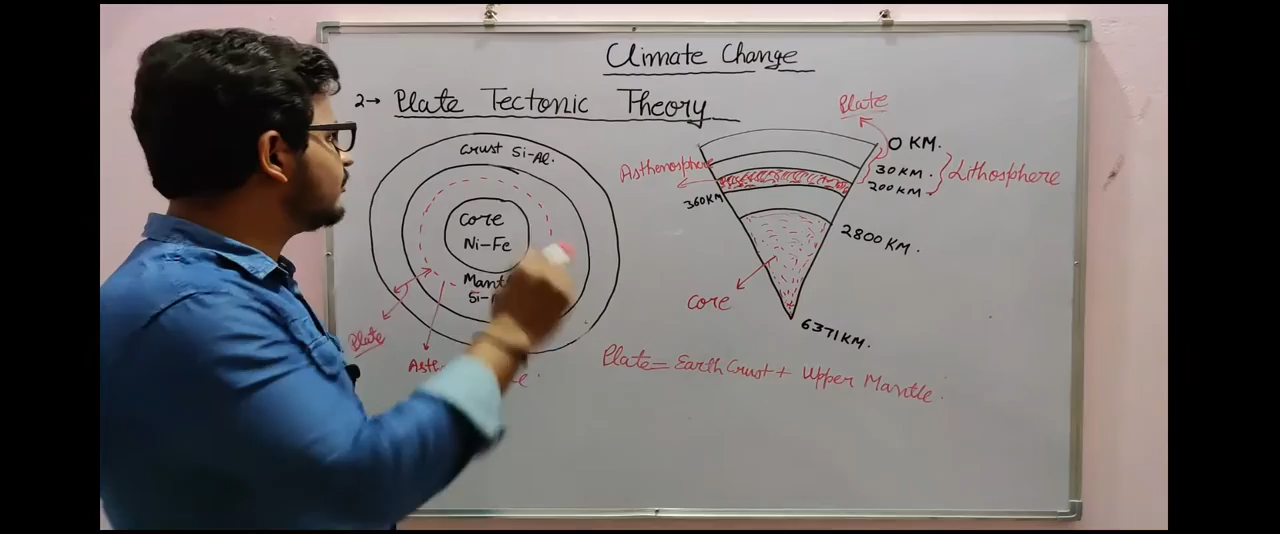 Climate Change
2→ Plate Tectonic Theory
Crust Si-Al.
Core
Ni-Fe
Plate
Plate
0 KM.
Asthenosphere
30 KM.
200 KM.
Lithosphere
360 KM
2800 KM.
Core
6371 KM.
Plate = Earth Crust + Upper Mantle.